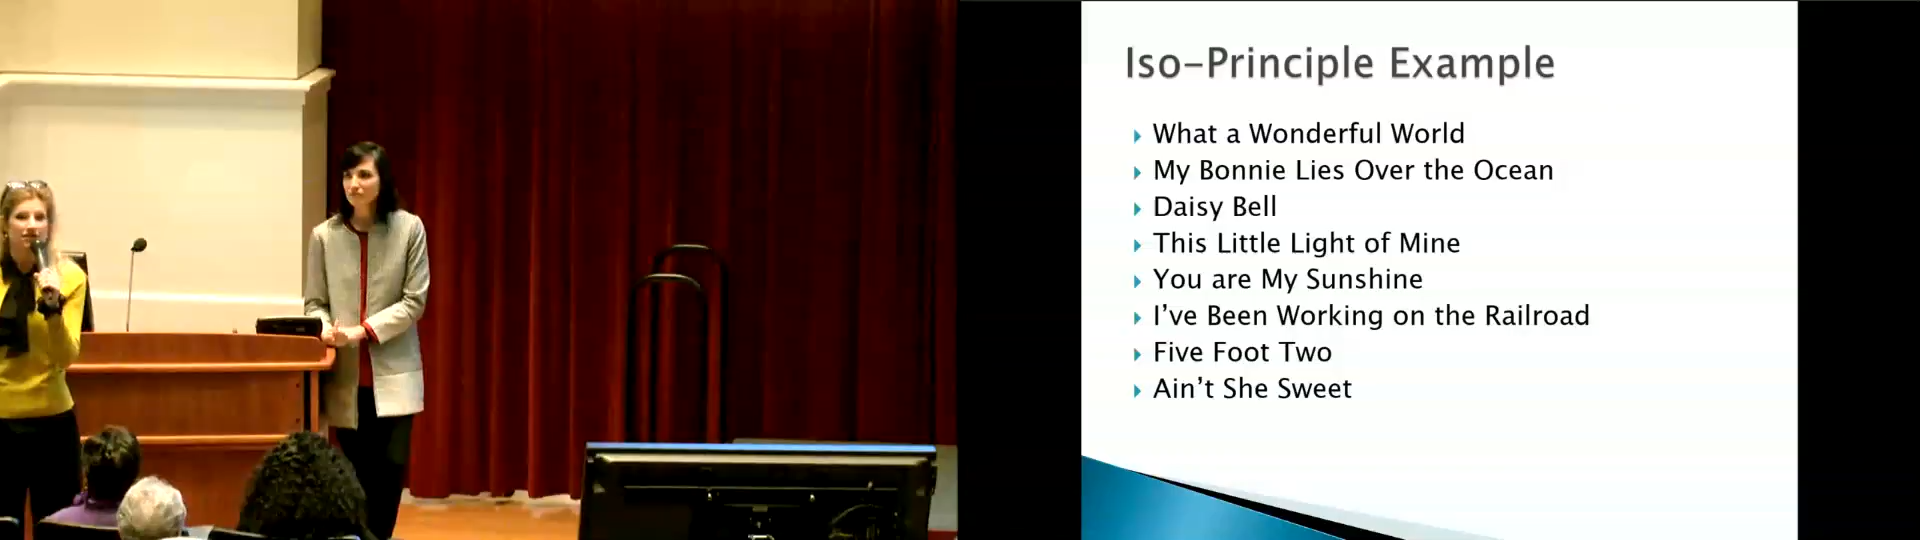 Iso-Principle Example
What a Wonderful World
My Bonnie Lies Over the Ocean
Daisy Bell
This Little Light of Mine
You are My Sunshine
I've Been Working on the Railroad
Five Foot Two
Ain't She Sweet